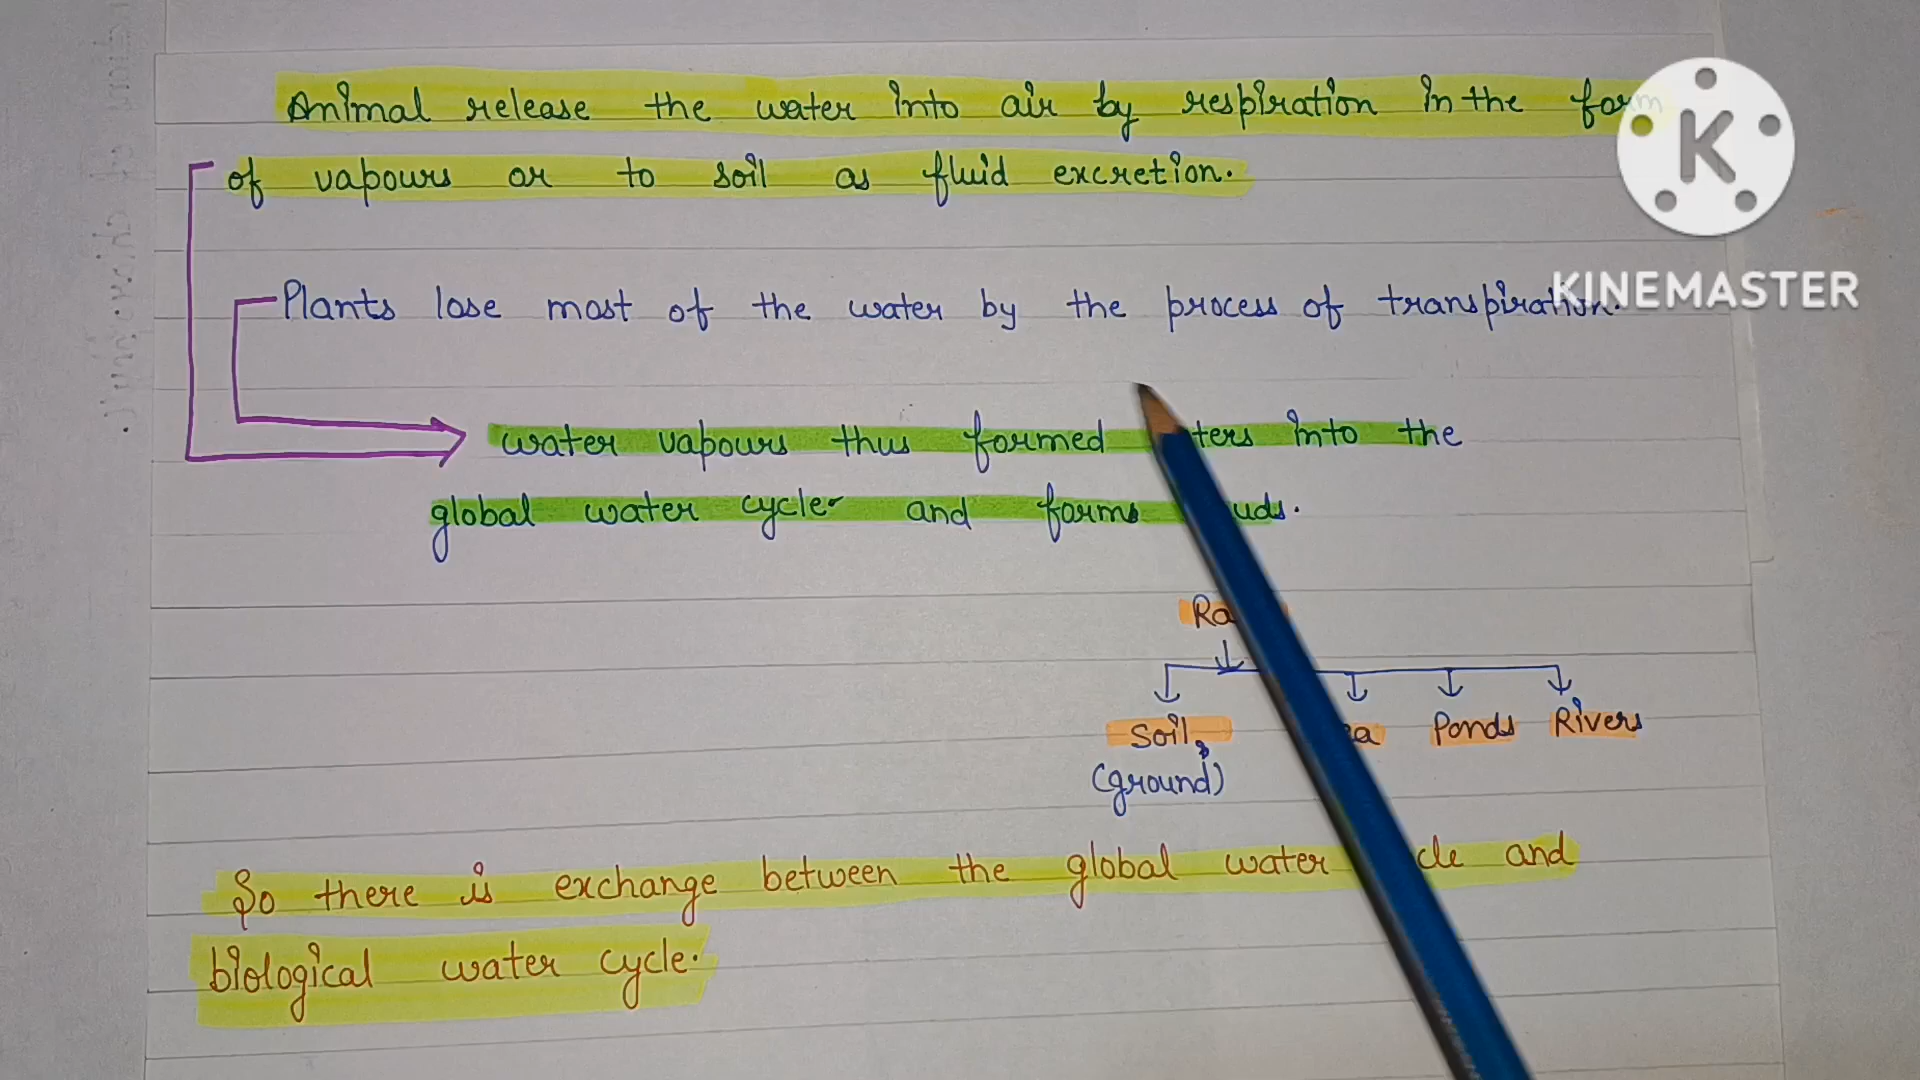 Animal release the water into air by respiration in the form
of vapours or to soil as fluid excretion.
Plants lose most of the water by the process of transpiration.
water vapours thus formed ters into the
global water cycle and forms uds.
Ra
Soil, Ponds Rivers
(ground)
So there is exchange between the global water cle and
biological water cycle.
K
KINEMASTER